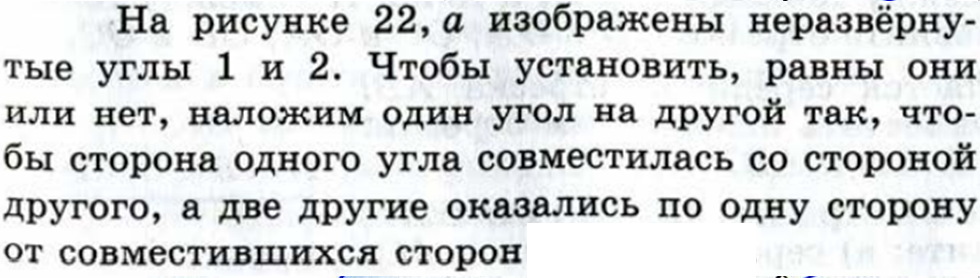 На рисунке 22, а изображены неразвёрну-
тые углы 1 и 2. Чтобы установить, равны они
или нет, наложим один угол на другой так, что-
бы сторона одного угла совместилась со стороной
другого, а две другие оказались по одну сторону
от совместившихся сторон